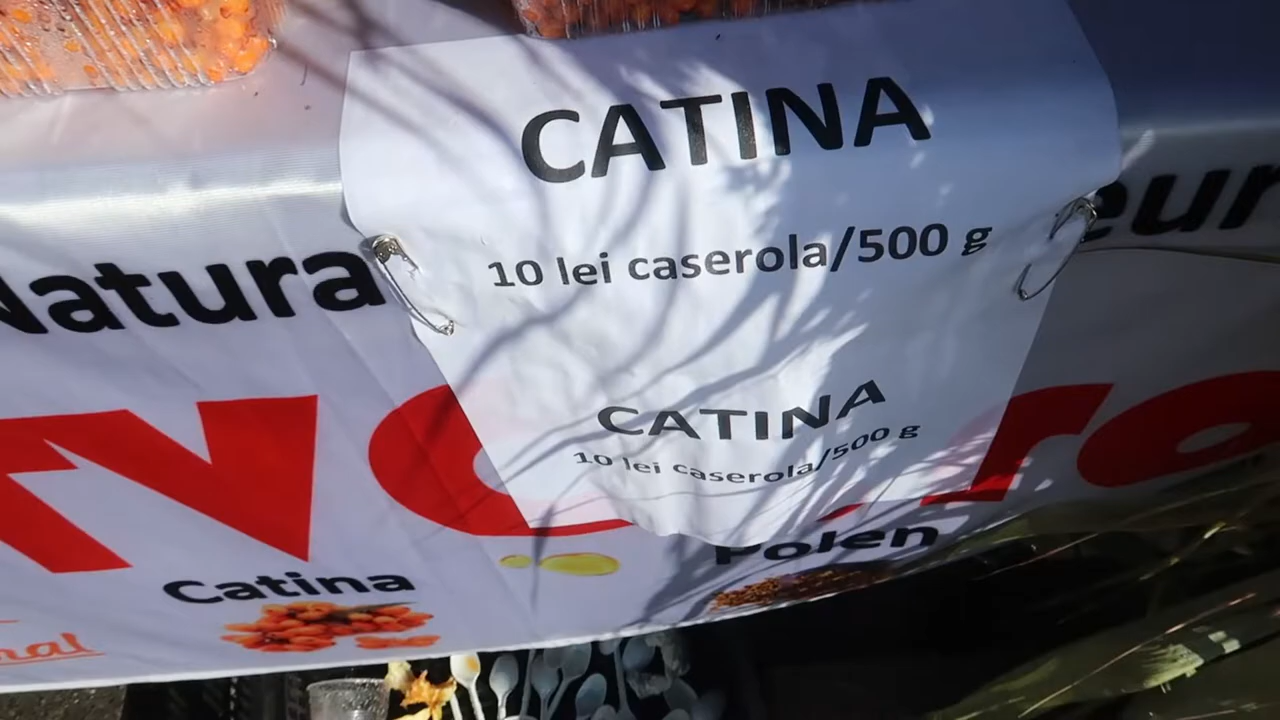 CATINA
10 lei caserola/500 g
Natura
CATINA
10 lei caserola/500 g
Polen
Catina